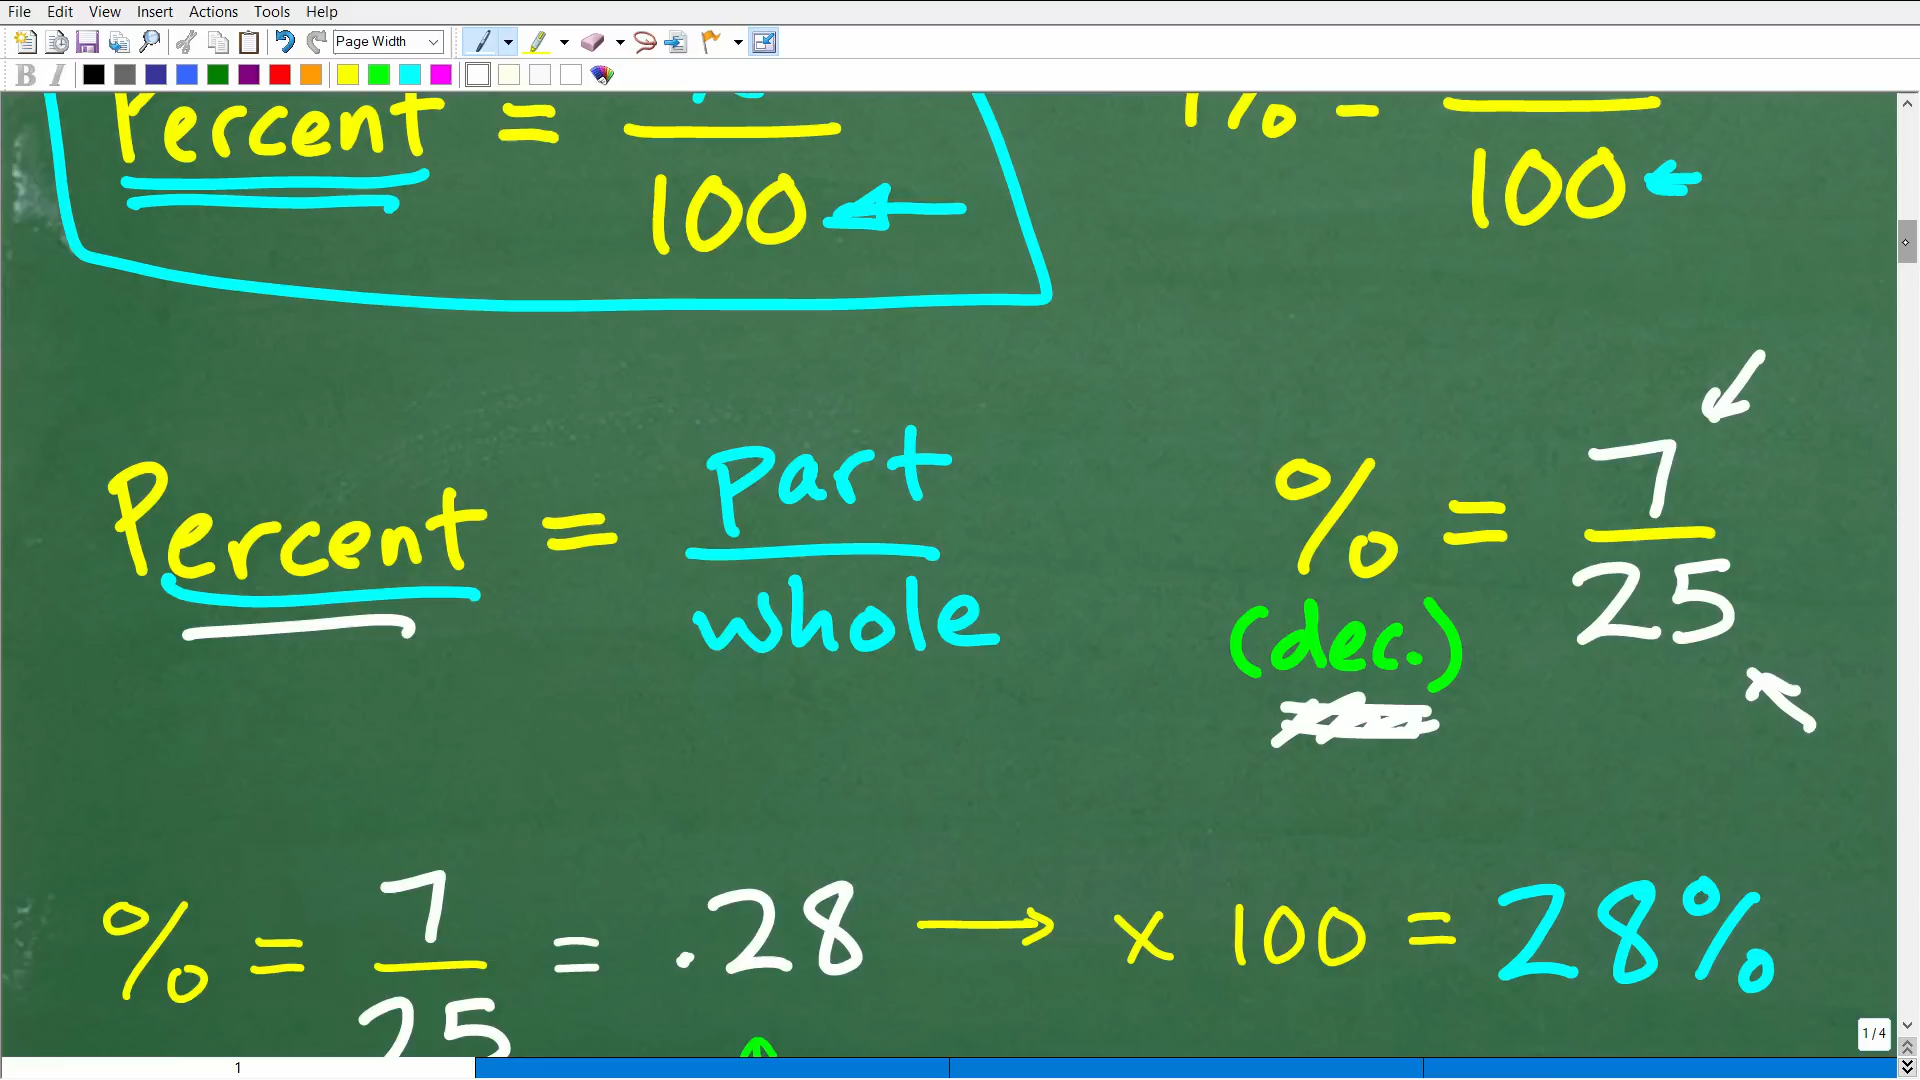 File Edit View Insert Actions Tools Help
Page Width
B I
Percent = 
100
% =
100
Percent = part
whole
% = 7
25
(dec.)
% = 7
25
= .28 → x 100 = 28%
1 / 4
1